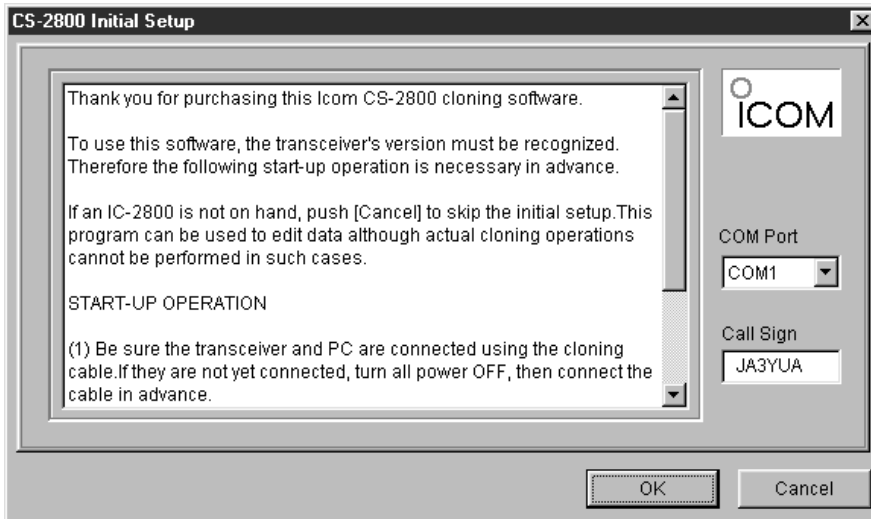 CS-2800 Initial Setup
Thank you for purchasing this Icom CS-2800 cloning software.
To use this software, the transceiver's version must be recognized.
Therefore the following start-up operation is necessary in advance.
If an IC-2800 is not on hand, push [Cancel] to skip the initial setup.This
program can be used to edit data although actual cloning operations
cannot be performed in such cases.
START-UP OPERATION
(1) Be sure the transceiver and PC are connected using the cloning
cable.If they are not yet connected, turn all power OFF, then connect the
cable in advance.
ICOM
COM Port
COM1
Call Sign
JA3YUA
OK
Cancel